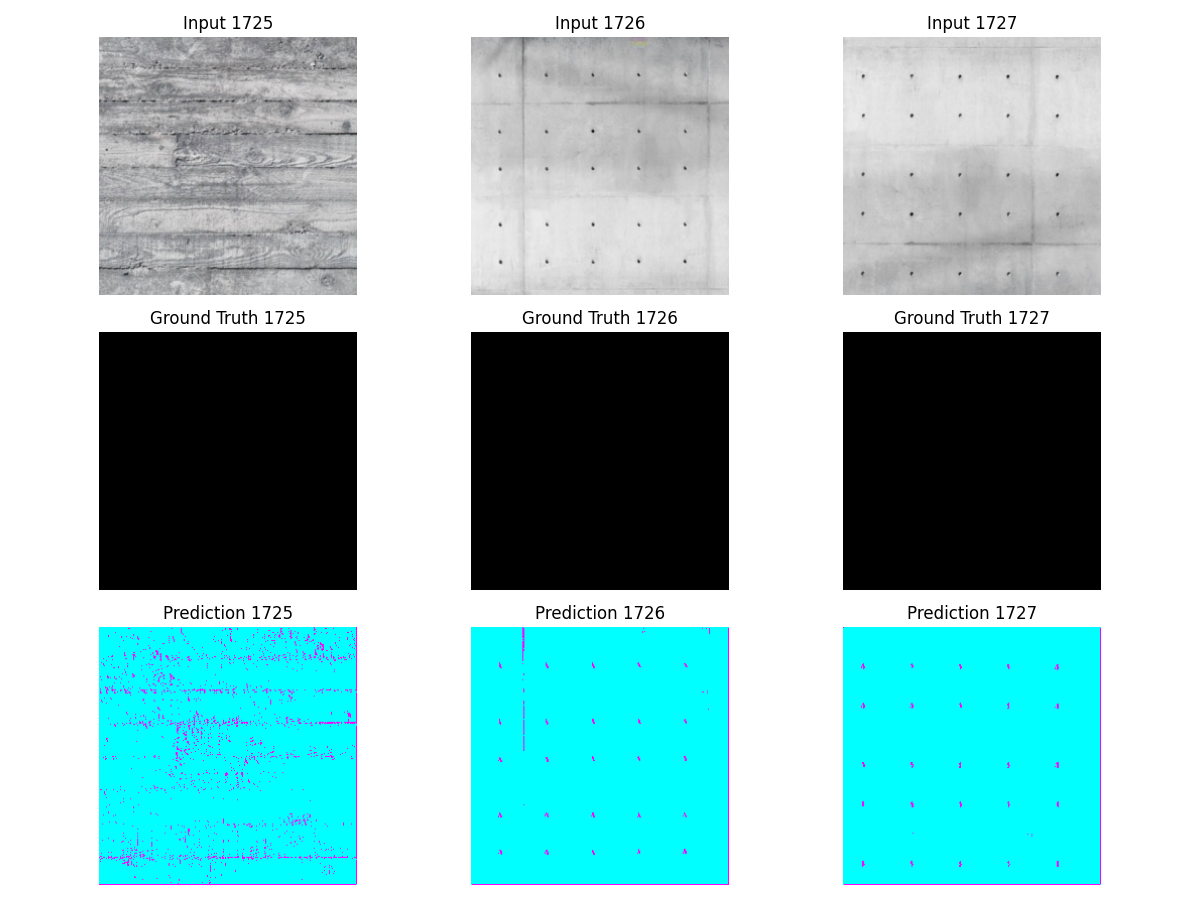 Input 1725
Input 1726
Input 1727
Ground Truth 1725
Ground Truth 1726
Ground Truth 1727
Prediction 1725
Prediction 1726
Prediction 1727